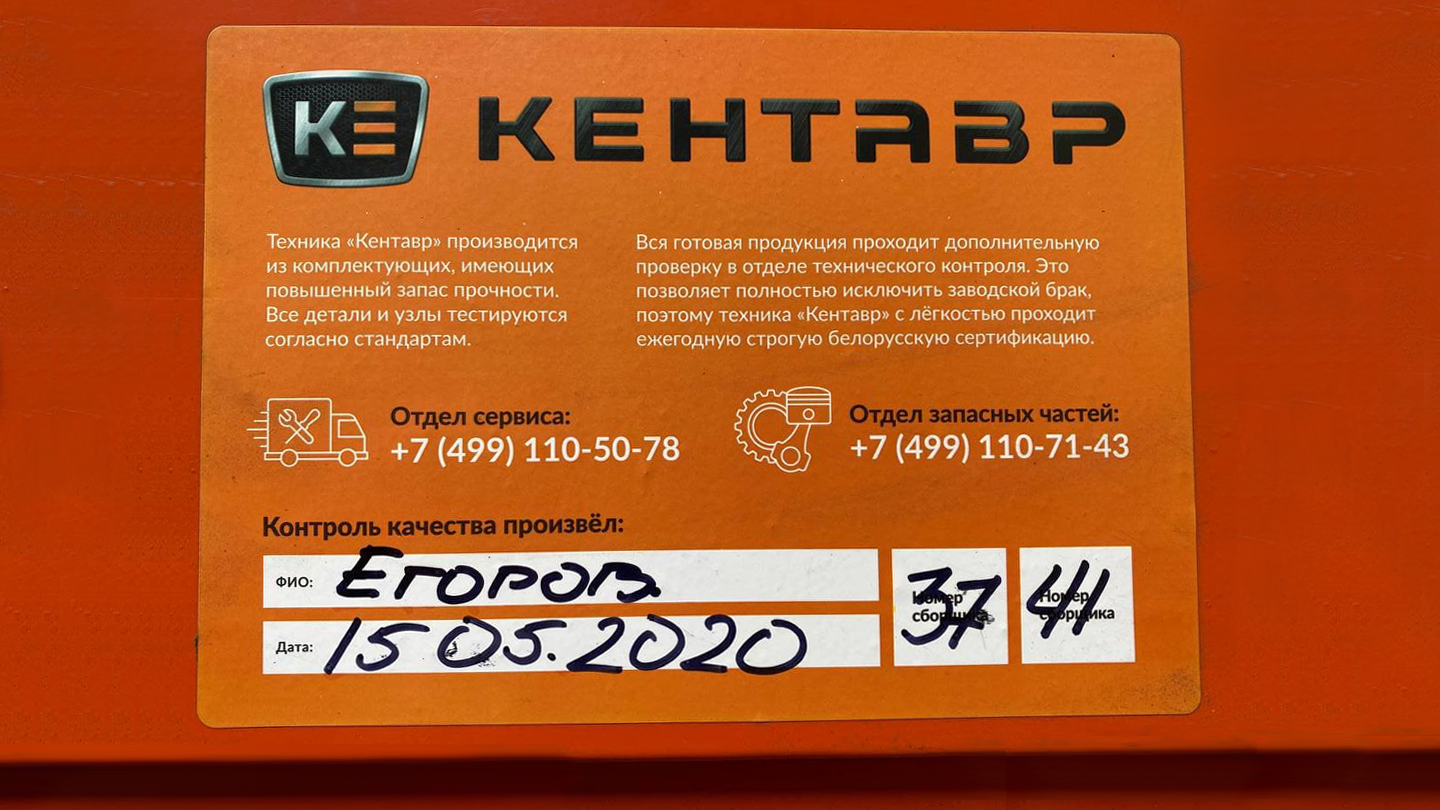 КЕ КЕНТАВР
Техника «Кентавр» производится
из комплектующих, имеющих
повышенный запас прочности.
Все детали и узлы тестируются
согласно стандартам.
Вся готовая продукция проходит дополнительную
проверку в отделе технического контроля. Это
позволяет полностью исключить заводской брак,
поэтому техника «Кентавр» с лёгкостью проходит
ежегодную строгую белорусскую сертификацию.
Отдел сервиса:
+7 (499) 110-50-78
Отдел запасных частей:
+7 (499) 110-71-43
Контроль качества произвёл:
ФИО: Егоров.
Дата: 15 05.2020
Номер
сборщика
37
Номер
сборщика
41